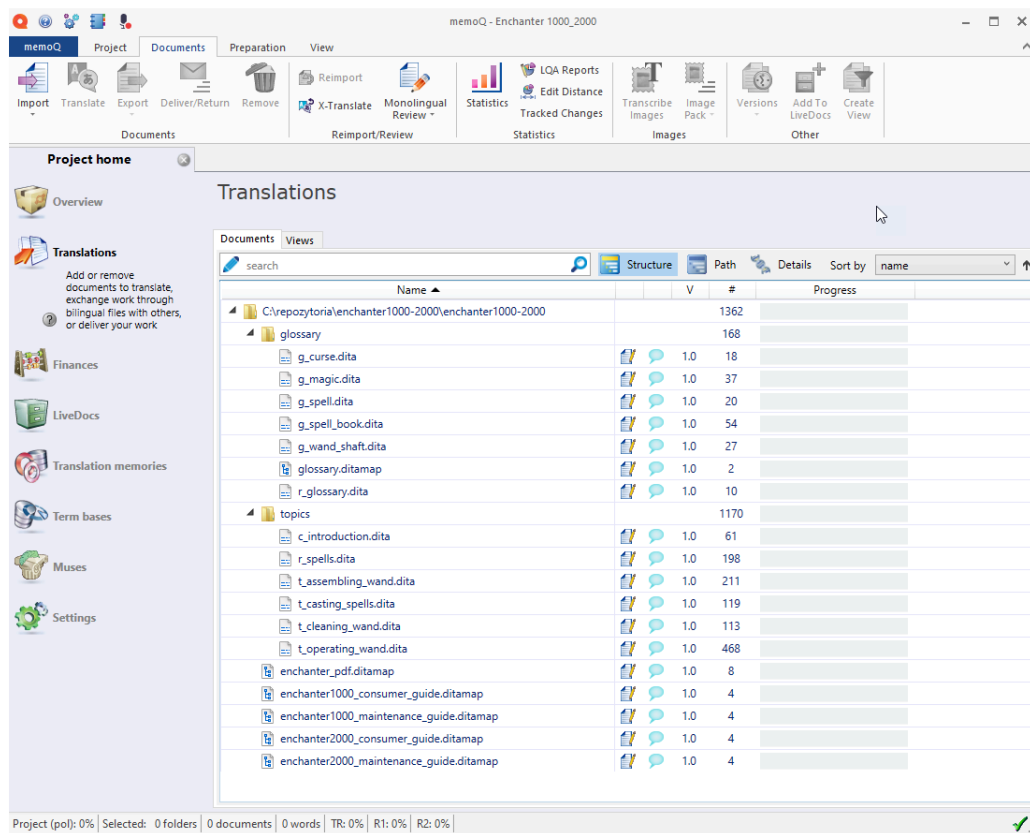 memoQ - Enchanter 1000_2000
memoQ Project Documents Preparation View
Import Translate Export Deliver/Return Remove
Documents
Reimport
X-Translate
Monolingual
Review
Reimport/Review
Statistics
LQA Reports
Edit Distance
Tracked Changes
Statistics
Transcribe
Images
Image
Pack
Images
Versions
Add To
LiveDocs
Create
View
Other
Project home
Overview
Translations
Add or remove
documents to translate,
exchange work through
bilingual files with others,
or deliver your work
Finances
LiveDocs
Translation memories
Term bases
Muses
Settings
Translations
Documents Views
search Structure Path Details Sort by name
Name V # Progress
C:\repozytoria\enchanter1000-2000\enchanter1000-2000 1362
glossary 168
g_curse.dita 1.0 18
g_magic.dita 1.0 37
g_spell.dita 1.0 20
g_spell_book.dita 1.0 54
g_wand_shaft.dita 1.0 27
glossary.ditamap 1.0 2
r_glossary.dita 1.0 10
topics 1170
c_introduction.dita 1.0 61
r_spells.dita 1.0 198
t_assembling_wand.dita 1.0 211
t_casting_spells.dita 1.0 119
t_cleaning_wand.dita 1.0 113
t_operating_wand.dita 1.0 468
enchanter_pdf.ditamap 1.0 8
enchanter1000_consumer_guide.ditamap 1.0 4
enchanter1000_maintenance_guide.ditamap 1.0 4
enchanter2000_consumer_guide.ditamap 1.0 4
enchanter2000_maintenance_guide.ditamap 1.0 4
Project (pol): 0% Selected: 0 folders 0 documents 0 words TR: 0% R1: 0% R2: 0%